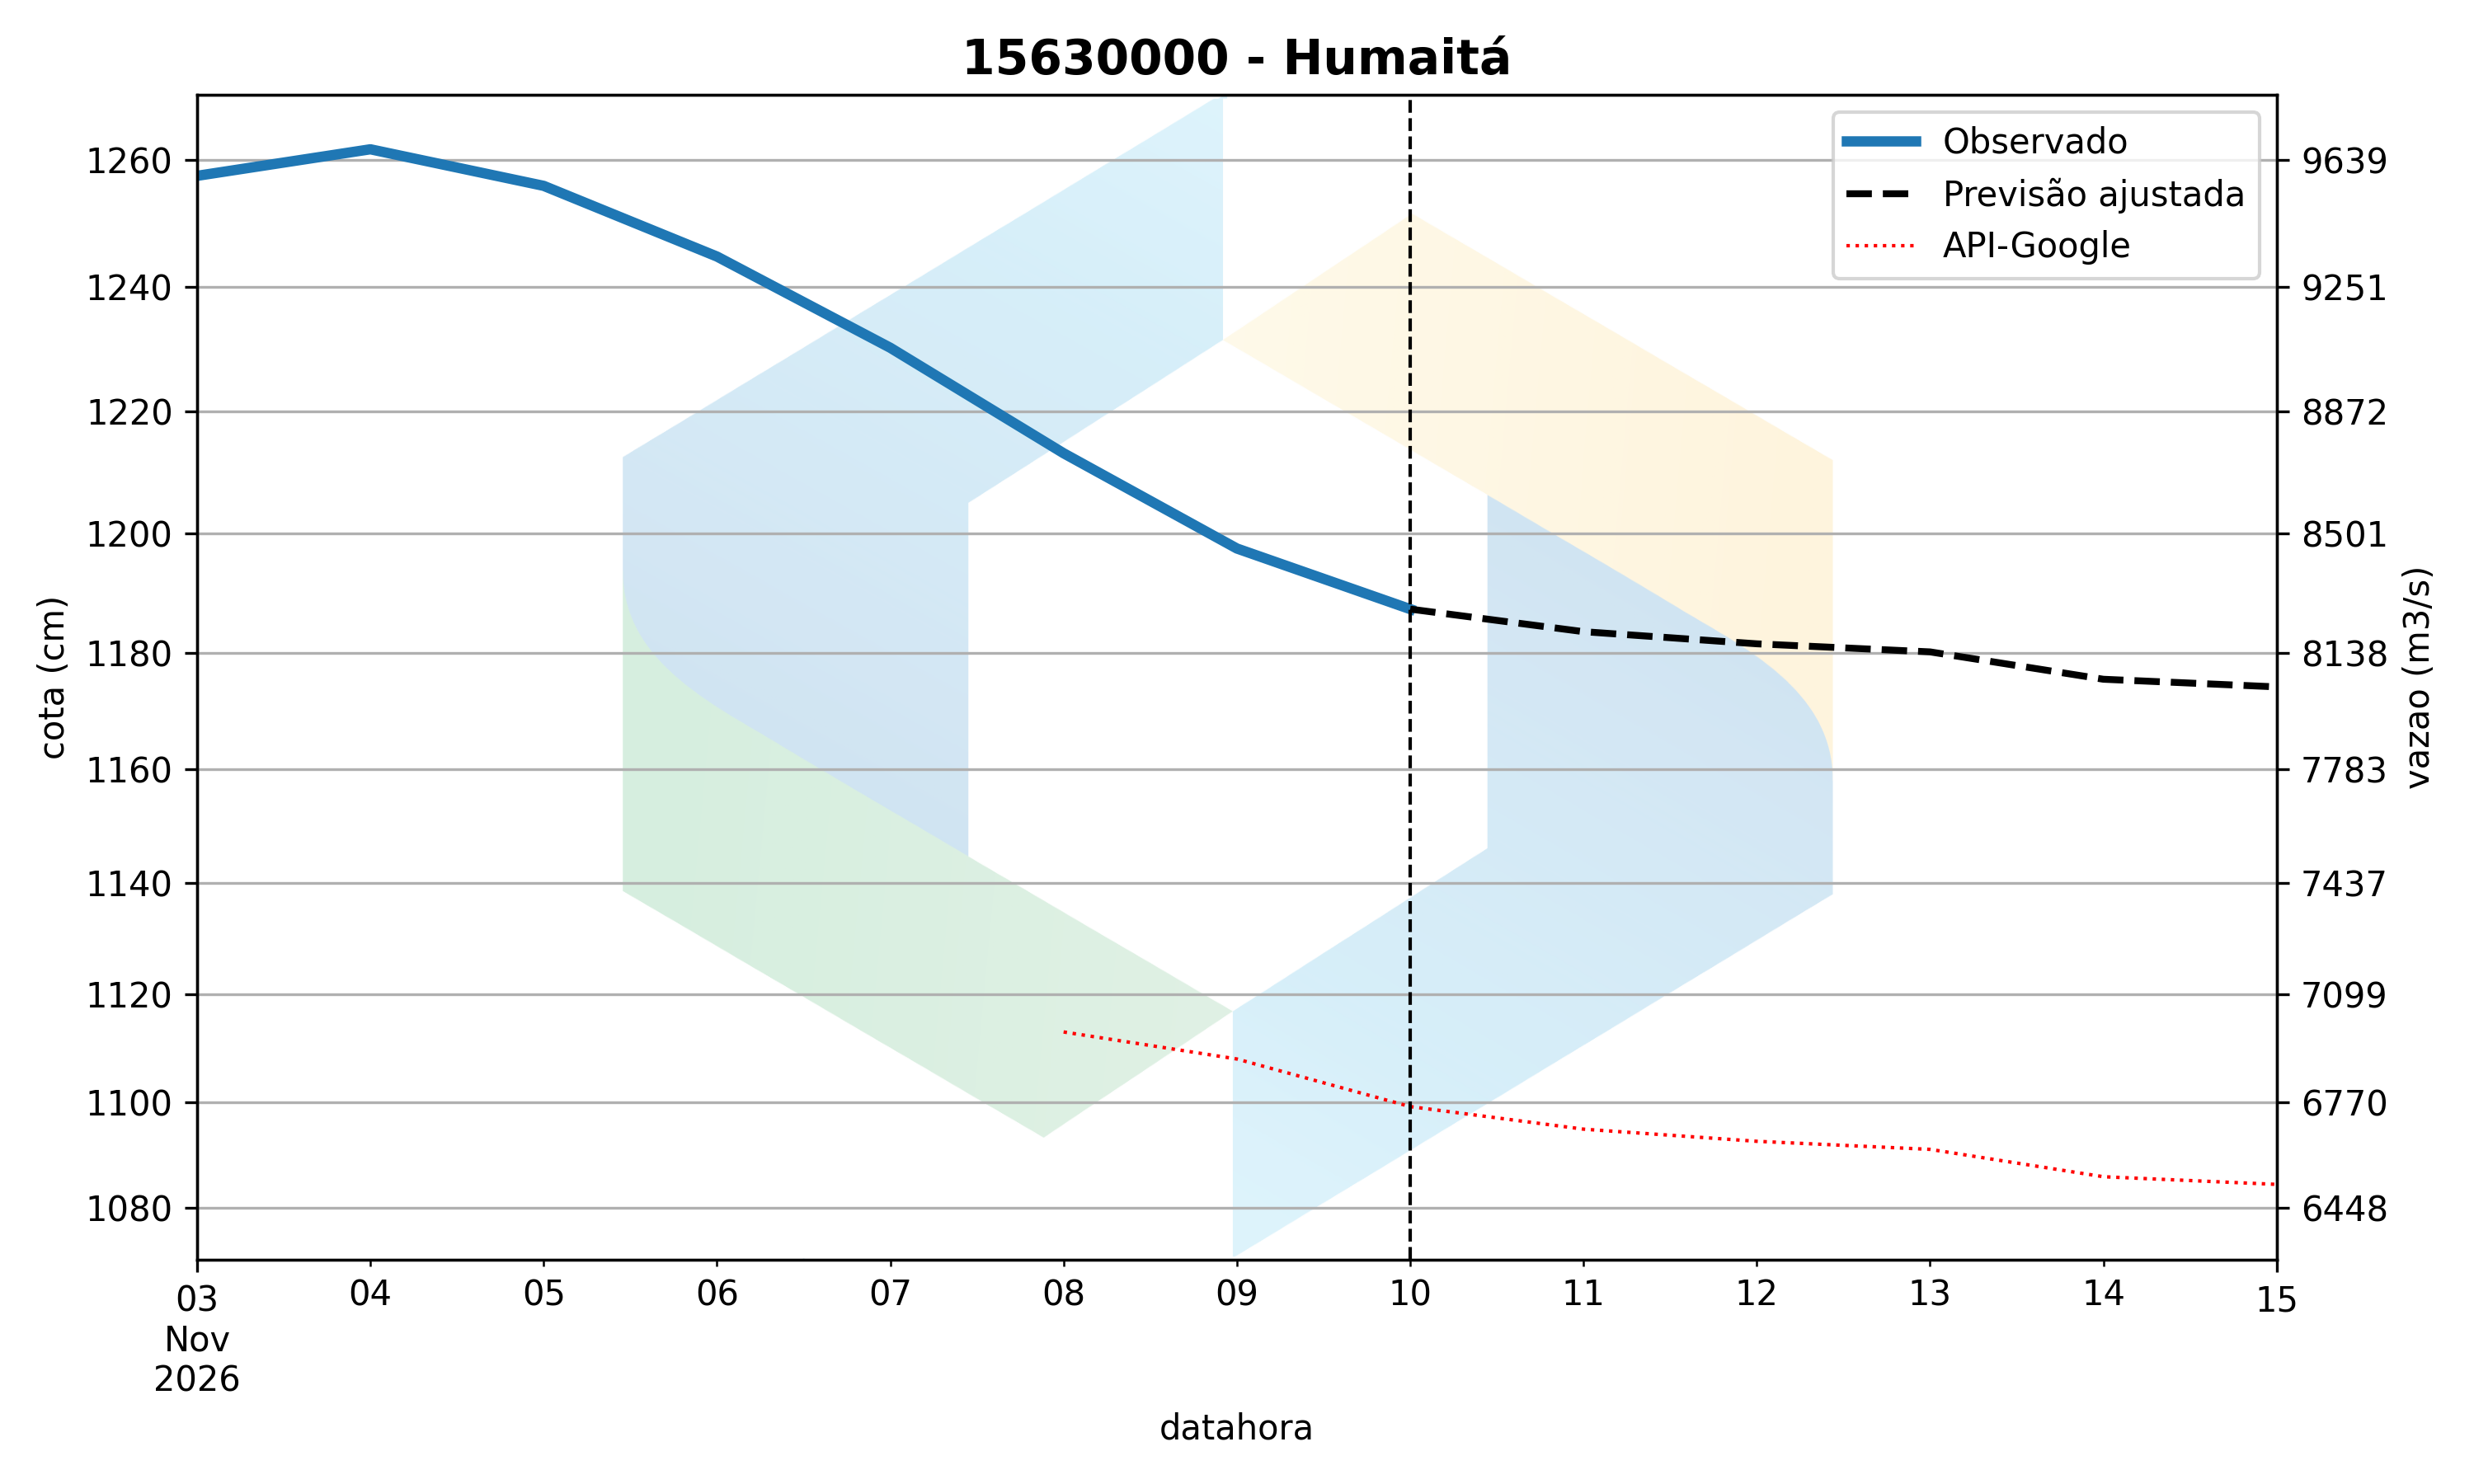 15630000 - Humaitá
Observado
Previsão ajustada
API-Google
cota (cm)
1260
1240
1220
1200
1180
1160
1140
1120
1100
1080
9639
9251
8872
8501
8138
7783
7437
7099
6770
6448
vazao (m3/s)
03 04 05 06 07 08 09 10 11 12 13 14 15
Nov
2026
datahora